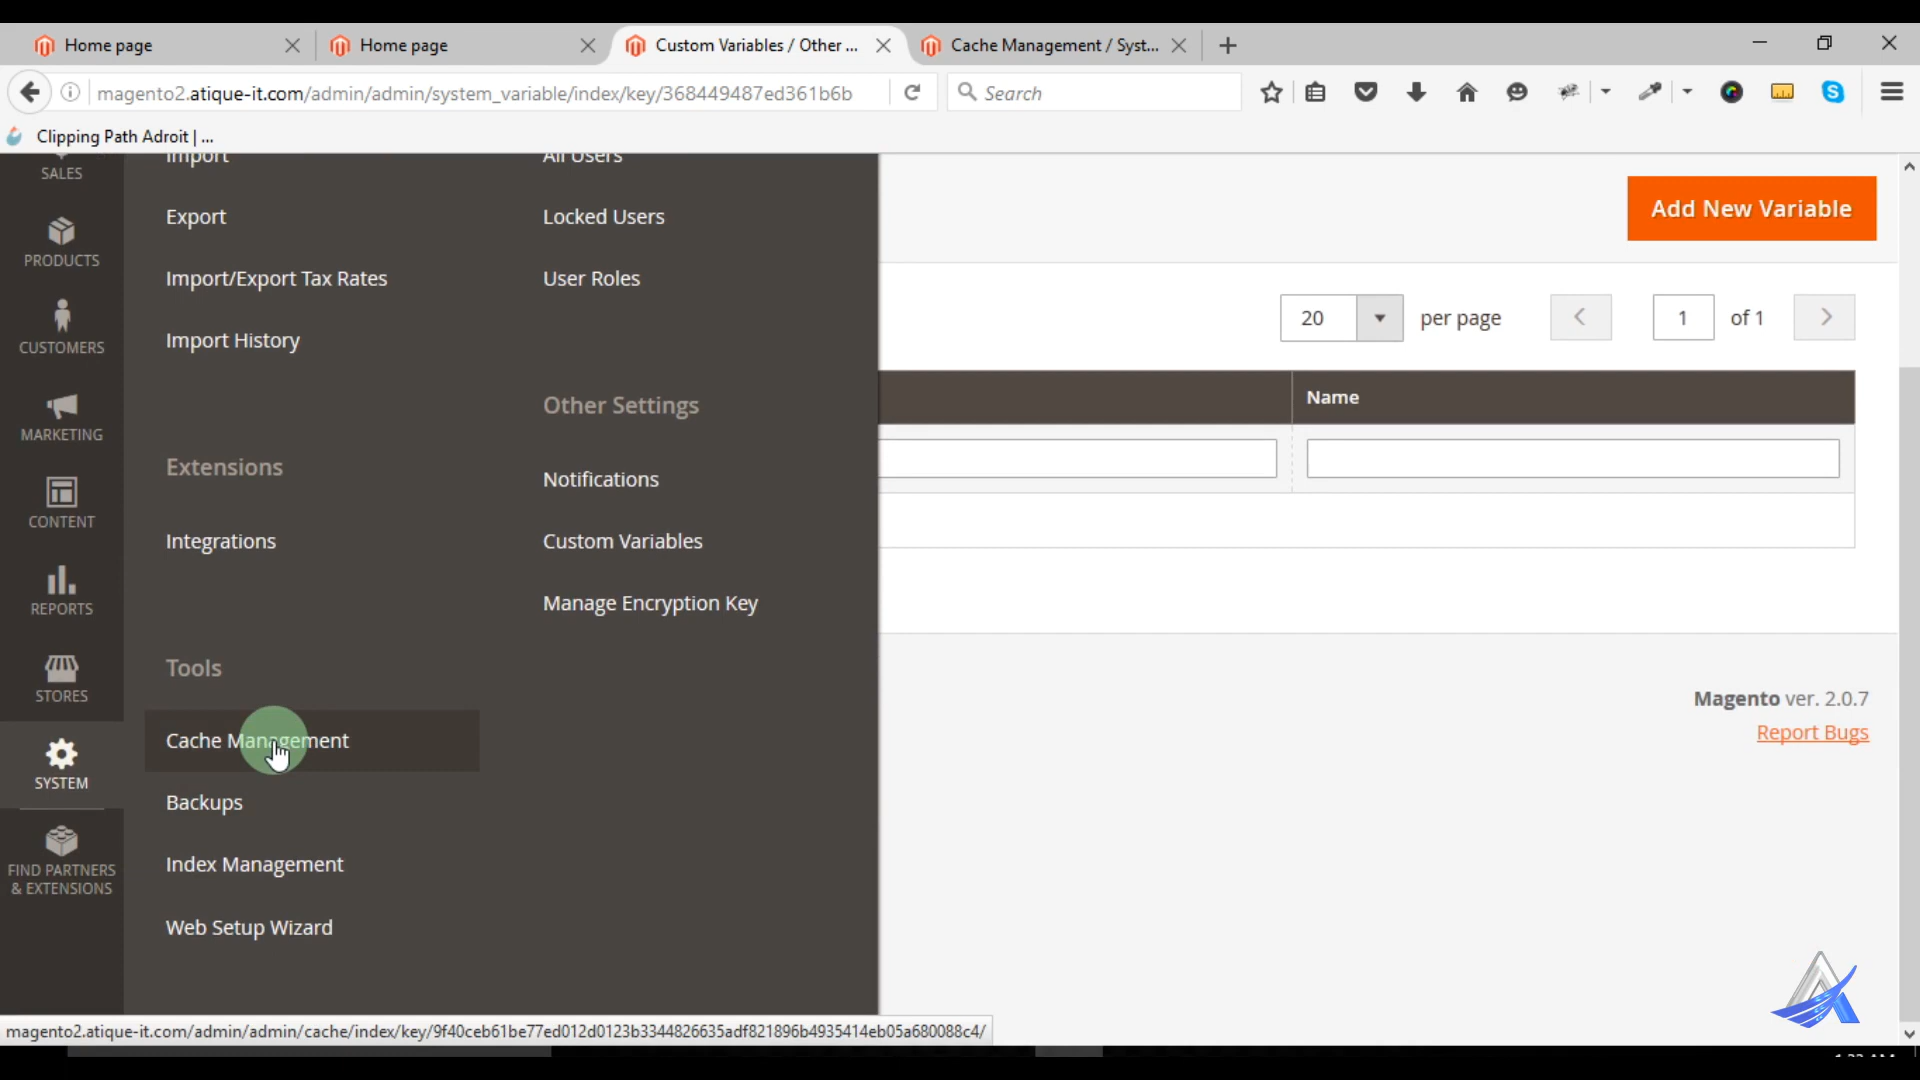 Home page
Home page
Custom Variables / Other ...
Cache Management / Syst...
magento2.atique-it.com/admin/admin/system_variable/index/key/368449487ed361b6b
Search
Clipping Path Adroit | ...
SALES
PRODUCTS
CUSTOMERS
MARKETING
CONTENT
REPORTS
STORES
SYSTEM
FIND PARTNERS
& EXTENSIONS
Import
Export
Import/Export Tax Rates
Import History
Extensions
Integrations
Tools
Cache Management
Backups
Index Management
Web Setup Wizard
All Users
Locked Users
User Roles
Other Settings
Notifications
Custom Variables
Manage Encryption Key
Add New Variable
20 per page 1 of 1
Name
Magento ver. 2.0.7
Report Bugs
magento2.atique-it.com/admin/admin/cache/index/key/9f40ceb61be77ed012d0123b3344826635adf821896b4935414eb05a680088c4/